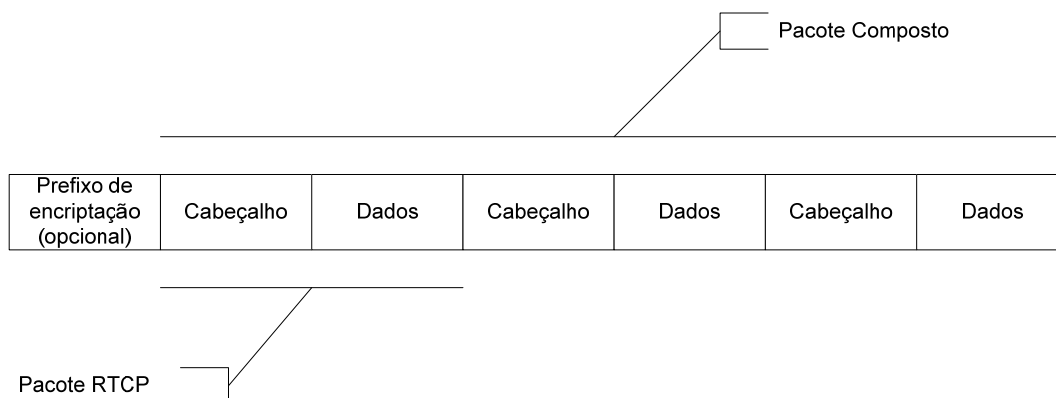 Pacote Composto
Prefixo de
encriptação
(opcional)
Cabeçalho
Dados
Cabeçalho
Dados
Cabeçalho
Dados
Pacote RTCP